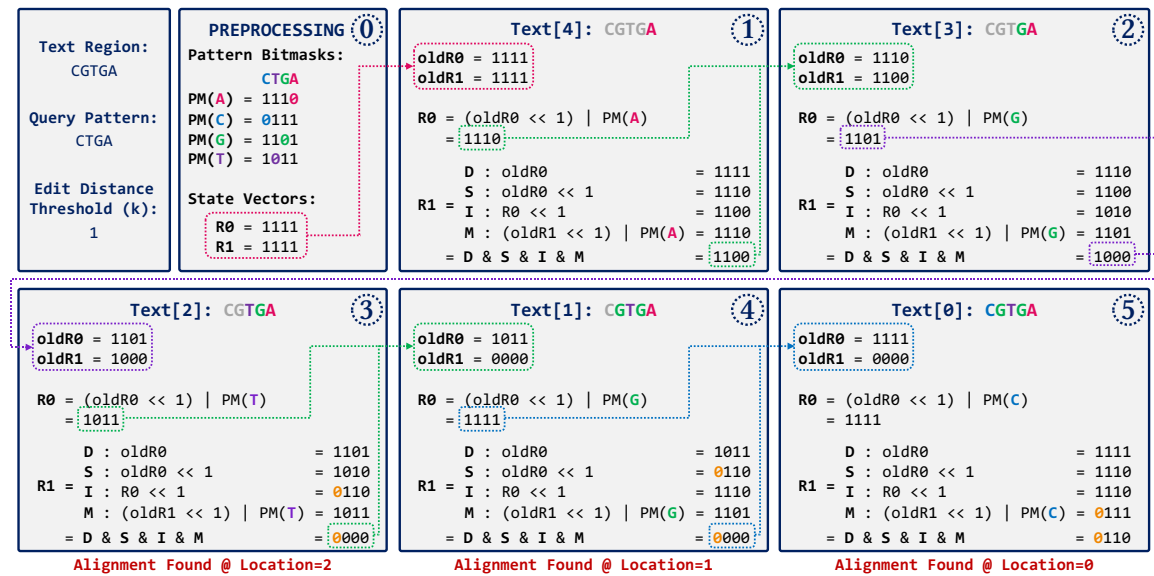 Text Region:
CGTGA
Query Pattern:
CTGA
Edit Distance
Threshold (k):
1
PREPROCESSING 0
Pattern Bitmasks:
CTGA
PM(A) = 1110
PM(C) = 0111
PM(G) = 1101
PM(T) = 1011
State Vectors:
R0 = 1111
R1 = 1111
Text[4]: CGTGA 1
oldR0 = 1111
oldR1 = 1111
R0 = (oldR0 << 1) | PM(A)
= 1110
D : oldR0 = 1111
S : oldR0 << 1 = 1110
R1 = I : R0 << 1 = 1100
M : (oldR1 << 1) | PM(A) = 1110
= D & S & I & M = 1100
Text[3]: CGTGA 2
oldR0 = 1110
oldR1 = 1100
R0 = (oldR0 << 1) | PM(G)
= 1101
D : oldR0 = 1110
S : oldR0 << 1 = 1100
R1 = I : R0 << 1 = 1010
M : (oldR1 << 1) | PM(G) = 1101
= D & S & I & M = 1000
Text[2]: CGTGA 3
oldR0 = 1101
oldR1 = 1000
R0 = (oldR0 << 1) | PM(T)
= 1011
D : oldR0 = 1101
S : oldR0 << 1 = 1010
R1 = I : R0 << 1 = 0110
M : (oldR1 << 1) | PM(T) = 1011
= D & S & I & M = 0000
Alignment Found @ Location=2
Text[1]: CGTGA 4
oldR0 = 1011
oldR1 = 0000
R0 = (oldR0 << 1) | PM(G)
= 1111
D : oldR0 = 1011
S : oldR0 << 1 = 0110
R1 = I : R0 << 1 = 1110
M : (oldR1 << 1) | PM(G) = 1101
= D & S & I & M = 0000
Alignment Found @ Location=1
Text[0]: CGTGA 5
oldR0 = 1111
oldR1 = 0000
R0 = (oldR0 << 1) | PM(C)
= 1111
D : oldR0 = 1111
S : oldR0 << 1 = 1110
R1 = I : R0 << 1 = 1110
M : (oldR1 << 1) | PM(C) = 0111
= D & S & I & M = 0110
Alignment Found @ Location=0